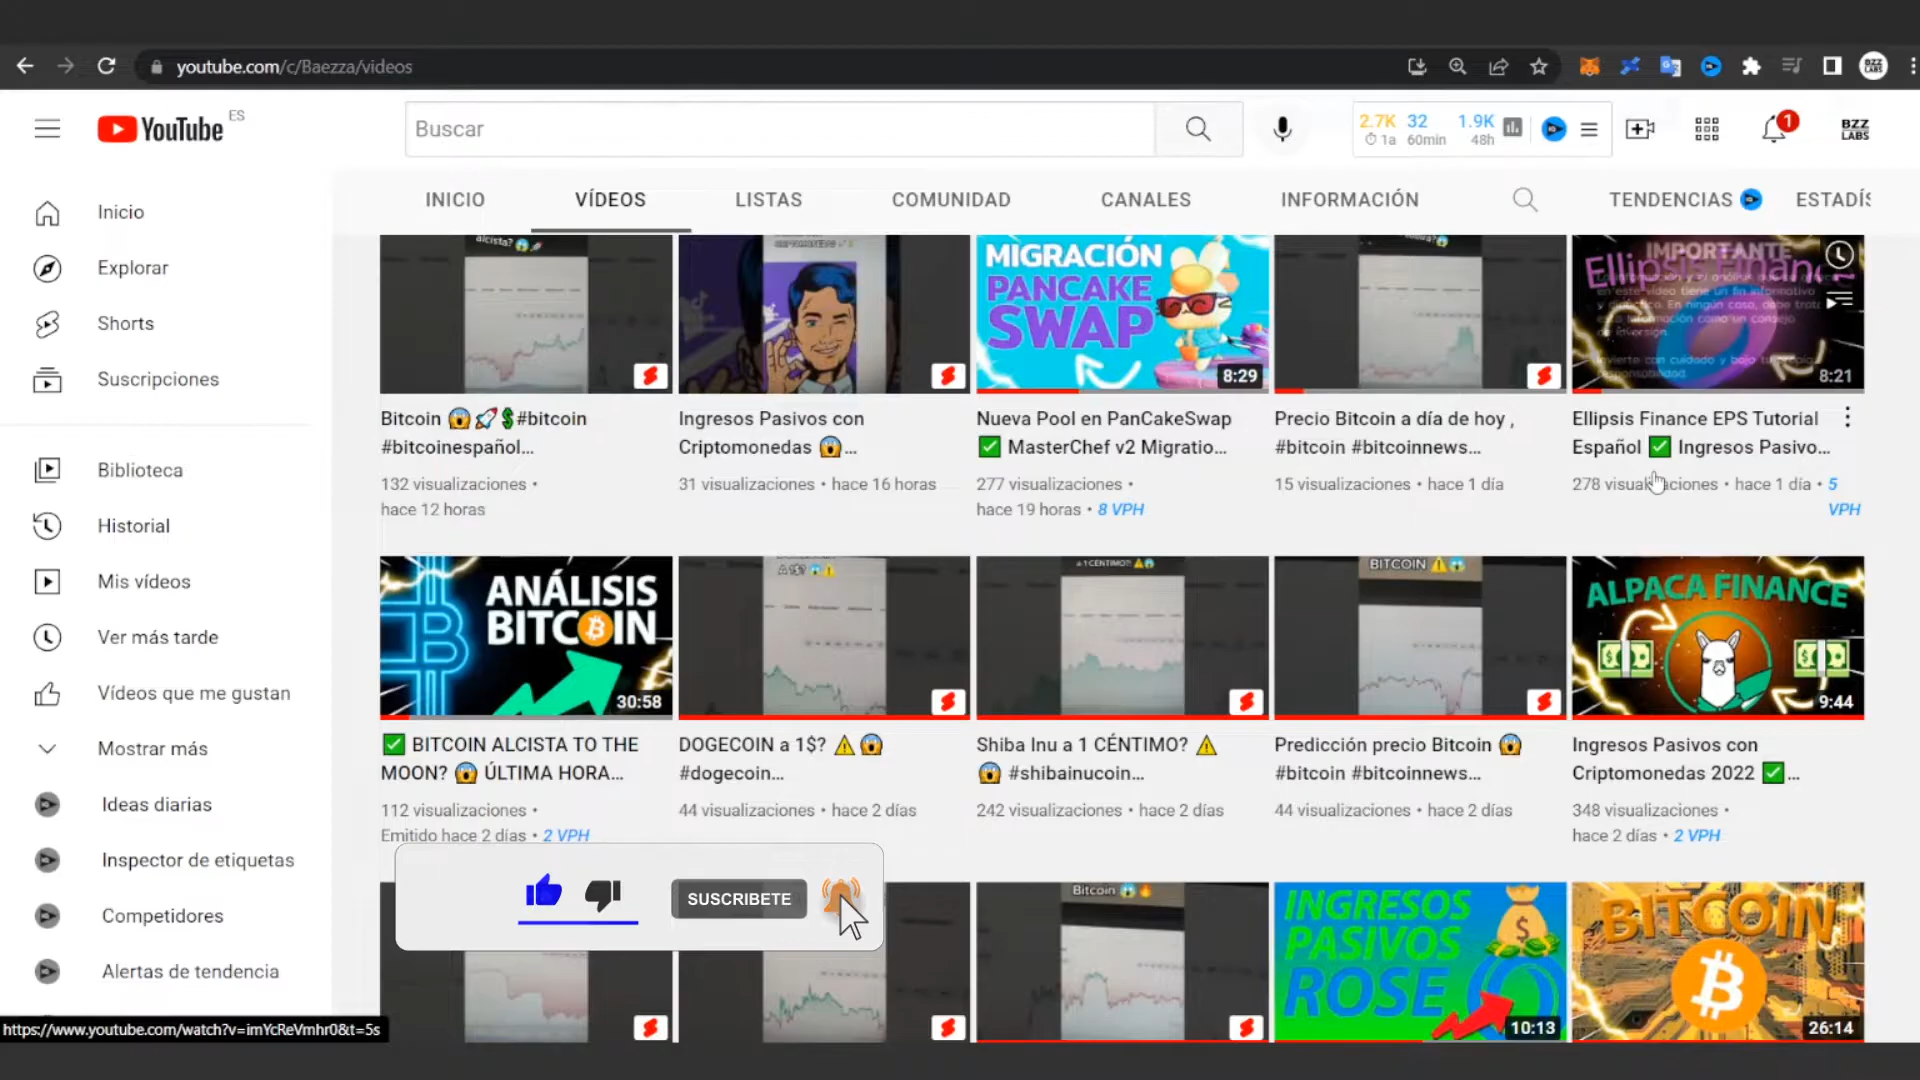 youtube.com/c/Baezza/videos
BZZ
LABS
YouTube
ES
Buscar
2.7K 32 1.9K
1a 60min 48h
1
BZZ
LABS
INICIO VÍDEOS LISTAS COMUNIDAD CANALES INFORMACIÓN TENDENCIAS ESTADÍS
Inicio
Explorar
Shorts
Suscripciones
Biblioteca
Historial
Mis vídeos
Ver más tarde
Vídeos que me gustan
Mostrar más
Ideas diarias
Inspector de etiquetas
Competidores
Alertas de tendencia
alcista? 😱🚀
Bitcoin 😱🚀💲#bitcoin
#bitcoinespañol...
132 visualizaciones •
hace 12 horas
Ingresos Pasivos con
Criptomonedas 😱...
31 visualizaciones • hace 16 horas
MIGRACIÓN
PANCAKE
SWAP
8:29
Nueva Pool en PanCakeSwap
✅ MasterChef v2 Migratio...
277 visualizaciones •
hace 19 horas • 8 VPH
Precio Bitcoin a día de hoy ,
#bitcoin #bitcoinnews...
15 visualizaciones • hace 1 día
IMPORTANTE
Ellipsis Finance
8:21
Ellipsis Finance EPS Tutorial
Español ✅ Ingresos Pasivo...
278 visualizaciones • hace 1 día • 5
VPH
ANÁLISIS
BITCOIN
30:58
✅ BITCOIN ALCISTA TO THE
MOON? 😱 ÚLTIMA HORA...
112 visualizaciones •
Emitido hace 2 días • 2 VPH
A 1$? 😱⚠️
DOGECOIN a 1$? ⚠️ 😱
#dogecoin...
44 visualizaciones • hace 2 días
a 1 CENTIMO?! ⚠️😱
Shiba Inu a 1 CÉNTIMO? ⚠️
😱 #shibainucoin...
242 visualizaciones • hace 2 días
BITCOIN ⚠️😱
Predicción precio Bitcoin 😱
#bitcoin #bitcoinnews...
44 visualizaciones • hace 2 días
ALPACA FINANCE
9:44
Ingresos Pasivos con
Criptomonedas 2022 ✅...
348 visualizaciones •
hace 2 días • 2 VPH
SUSCRIBETE
Bitcoin 😱🔥
INGRESOS
PASIVOS
ROSE
10:13
BITCOIN
26:14
https://www.youtube.com/watch?v=imYcReVmhr0&t=5s